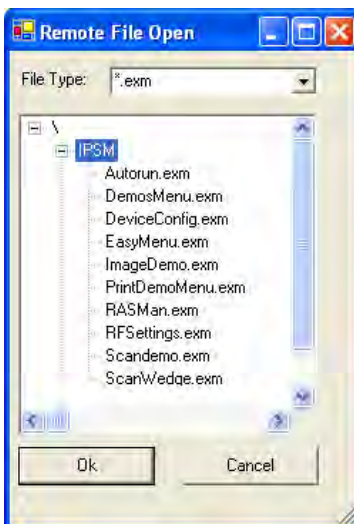 Remote File Open
File Type: *.exm
\
IPSM
Autorun.exm
DemosMenu.exm
DeviceConfig.exm
EasyMenu.exm
ImageDemo.exm
PrintDemoMenu.exm
RASMan.exm
RFSettings.exm
Scandemo.exm
ScanWedge.exm
Ok Cancel